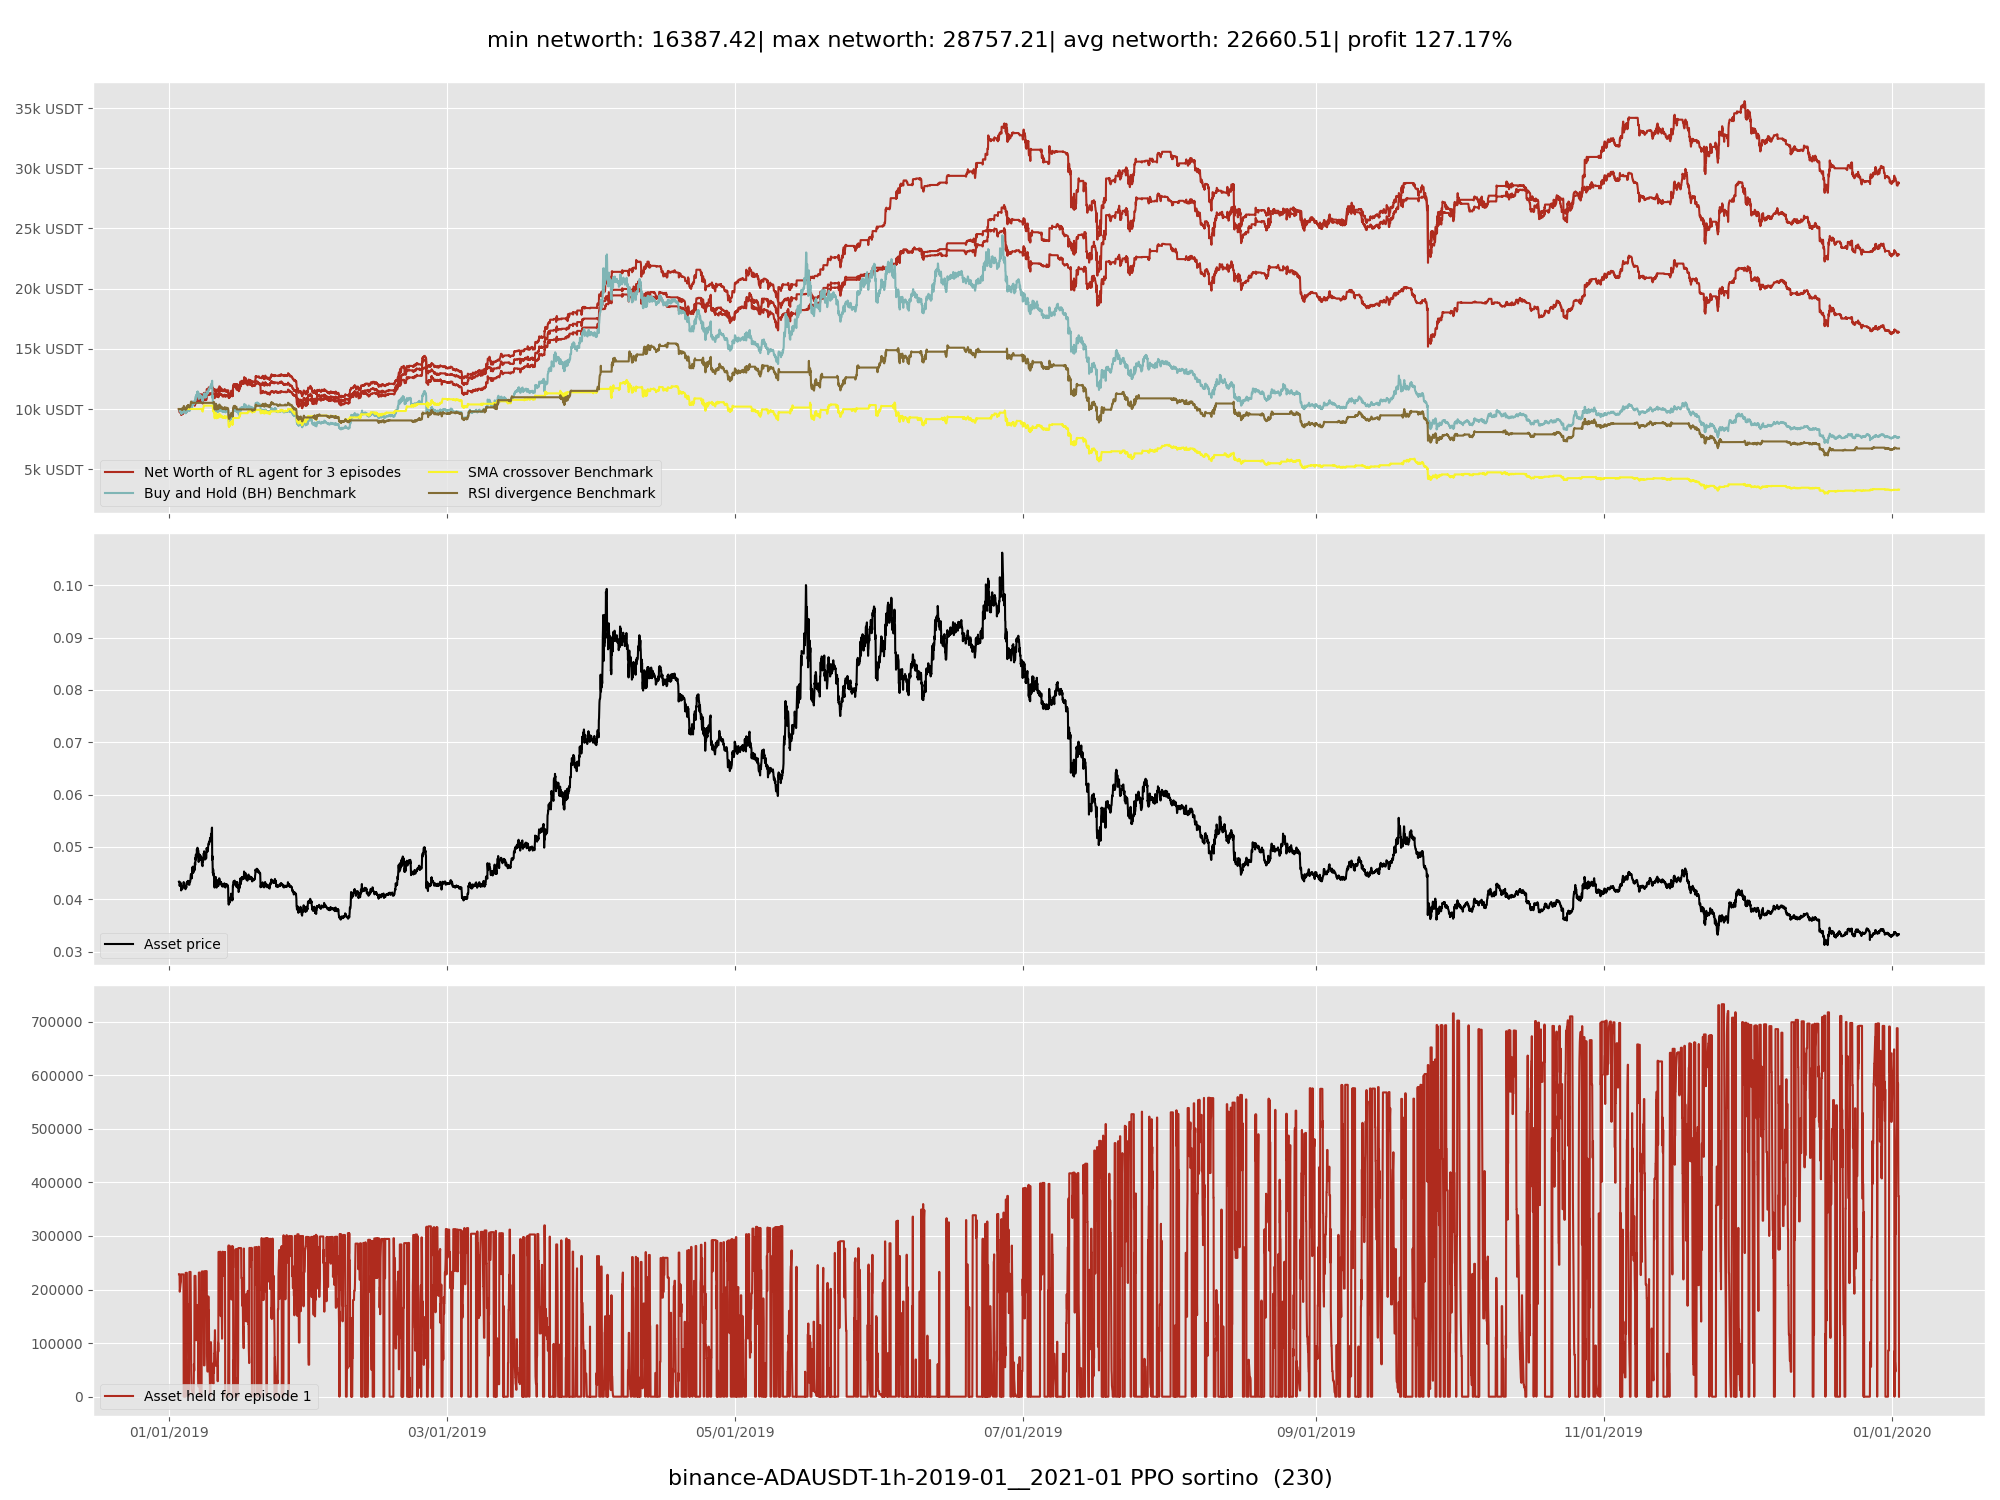 min networth: 16387.42| max networth: 28757.21| avg networth: 22660.51| profit 127.17%
35k USDT
30k USDT
25k USDT
20k USDT
15k USDT
10k USDT
5k USDT
Net Worth of RL agent for 3 episodes
Buy and Hold (BH) Benchmark
SMA crossover Benchmark
RSI divergence Benchmark
0.10
0.09
0.08
0.07
0.06
0.05
0.04
0.03
Asset price
700000
600000
500000
400000
300000
200000
100000
0
Asset held for episode 1
01/01/2019
03/01/2019
05/01/2019
07/01/2019
09/01/2019
11/01/2019
01/01/2020
binance-ADAUSDT-1h-2019-01__2021-01 PPO sortino (230)